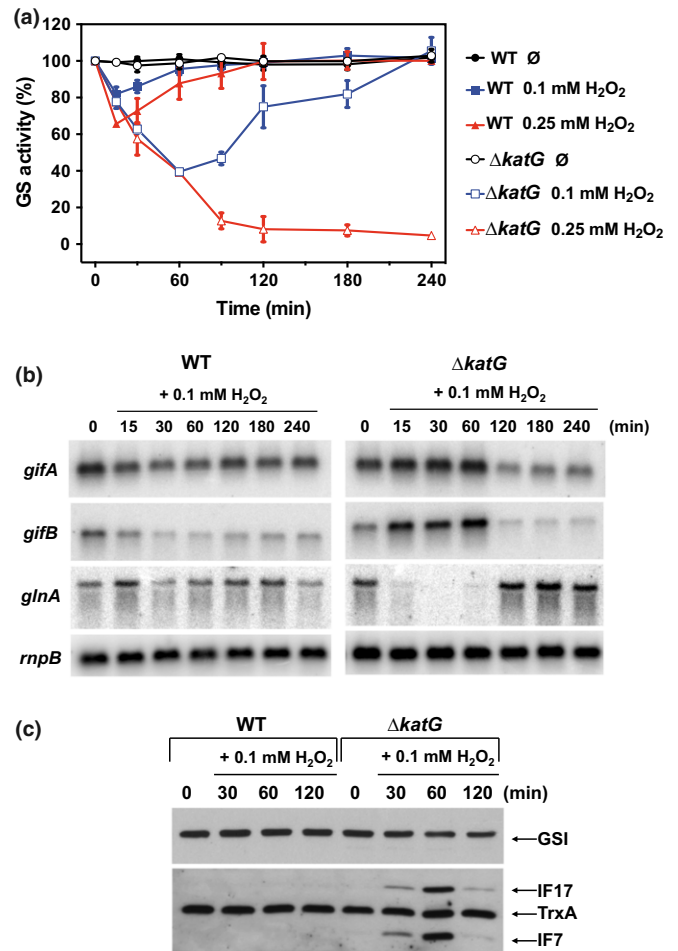 (a)
GS activity (%)
120
100
80
60
40
20
0
0 60 120 180 240
Time (min)
WT Ø
WT 0.1 mM H₂O₂
WT 0.25 mM H₂O₂
ΔkatG Ø
ΔkatG 0.1 mM H₂O₂
ΔkatG 0.25 mM H₂O₂
(b)
WT ΔkatG
+ 0.1 mM H₂O₂ + 0.1 mM H₂O₂
0 15 30 60 120 180 240 0 15 30 60 120 180 240 (min)
gifA
gifB
glnA
rnpB
(c)
WT ΔkatG
+ 0.1 mM H₂O₂ + 0.1 mM H₂O₂
0 30 60 120 0 30 60 120 (min)
GSI
IF17
TrxA
IF7